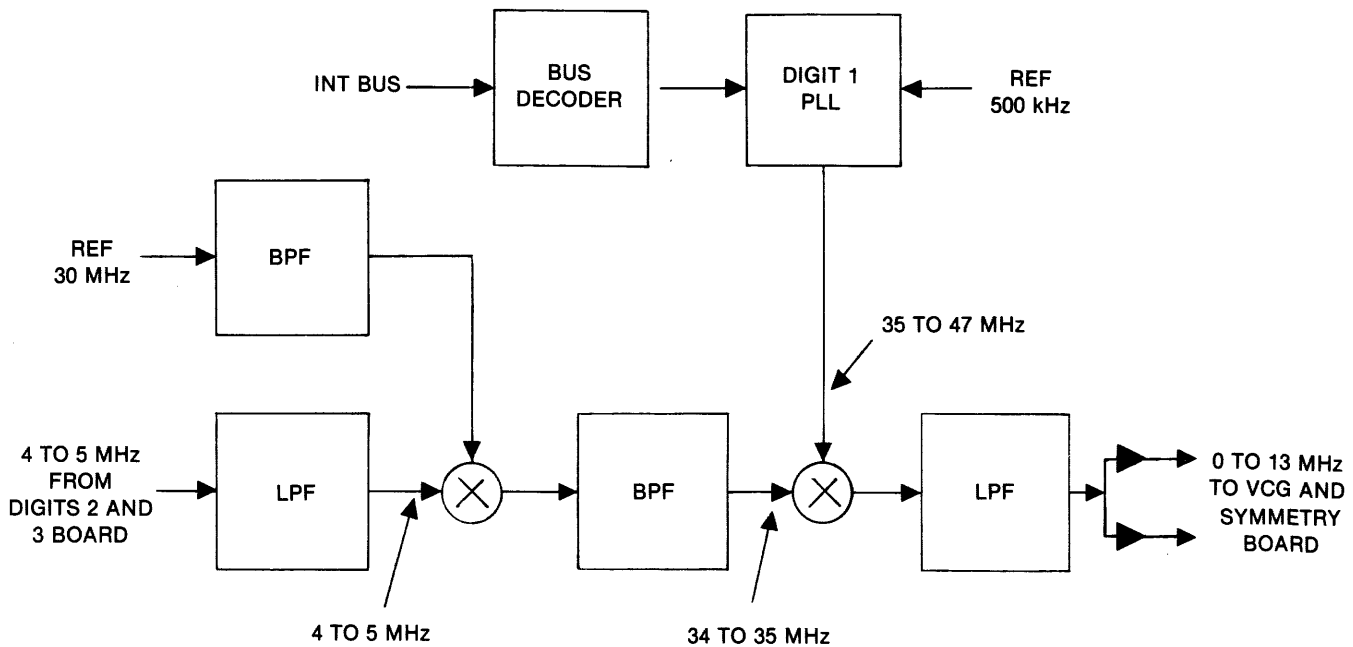 INT BUS
BUS
DECODER
DIGIT 1
PLL
REF
500 kHz
REF
30 MHz
BPF
35 TO 47 MHz
4 TO 5 MHz
FROM
DIGITS 2 AND
3 BOARD
LPF
BPF
LPF
0 TO 13 MHz
TO VCG AND
SYMMETRY
BOARD
4 TO 5 MHz
34 TO 35 MHz